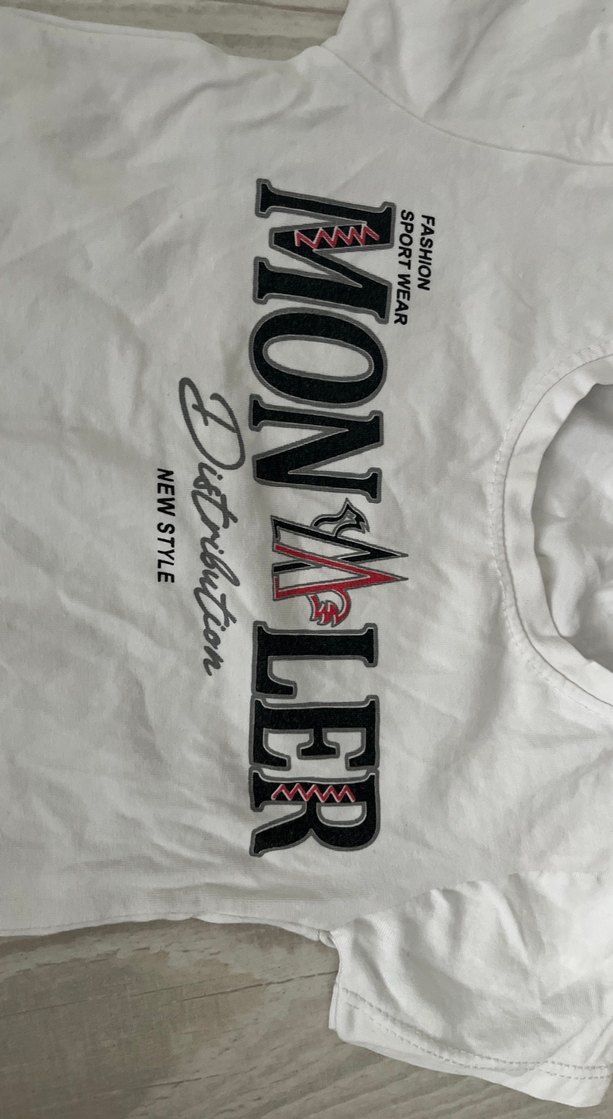 FASHION
SPORT WEAR
MON LER
Distribution
NEW STYLE